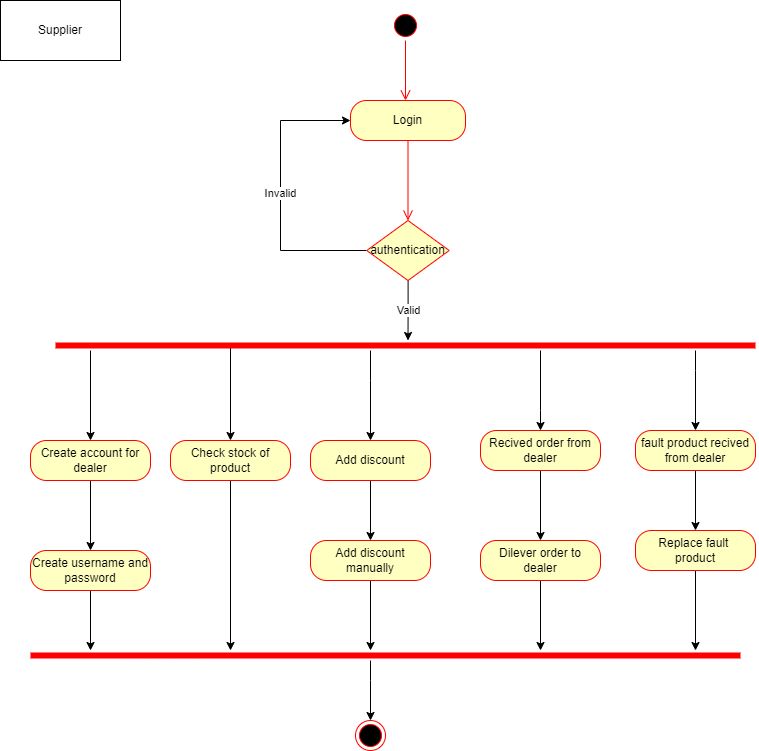 Supplier
Login
Invalid
authentication
Valid
Create account for
dealer
Check stock of
product
Add discount
Recived order from
dealer
fault product recived
from dealer
Create username and
password
Add discount
manually
Dilever order to
dealer
Replace fault
product